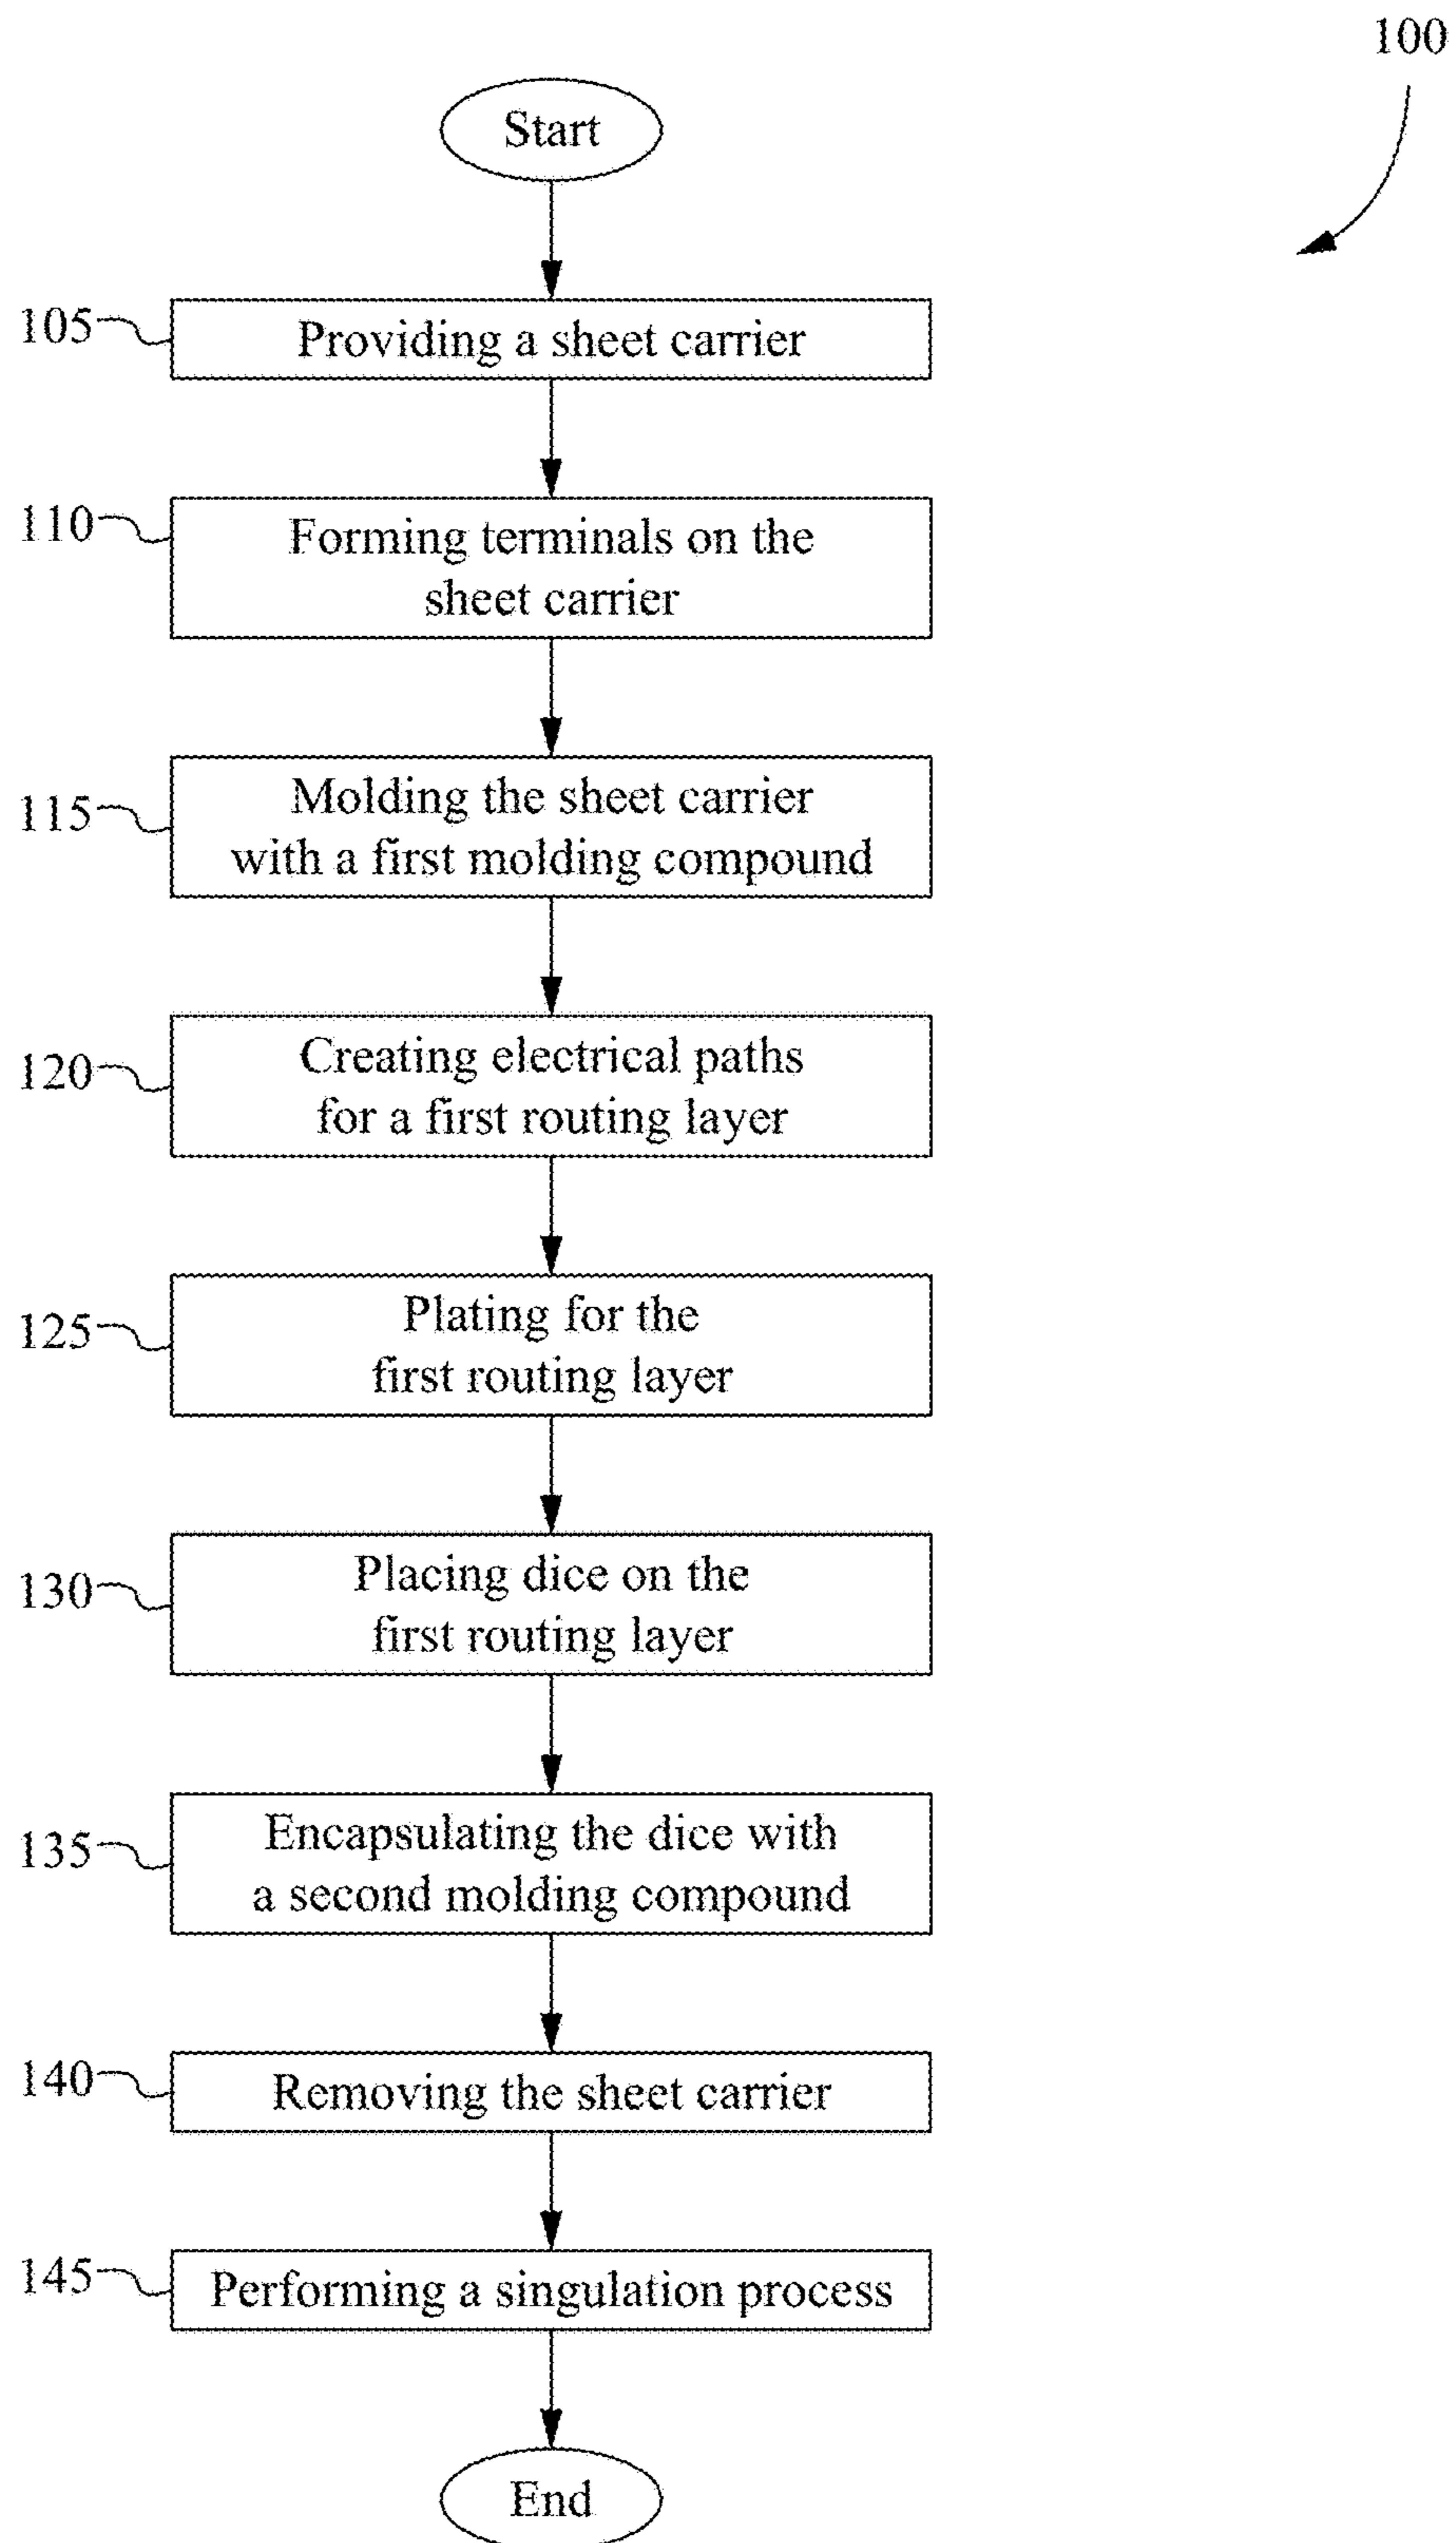 100
Start
105
Providing a sheet carrier
110
Forming terminals on the
sheet carrier
115
Molding the sheet carrier
with a first molding compound
120
Creating electrical paths
for a first routing layer
125
Plating for the
first routing layer
130
Placing dice on the
first routing layer
135
Encapsulating the dice with
a second molding compound
140
Removing the sheet carrier
145
Performing a singulation process
End